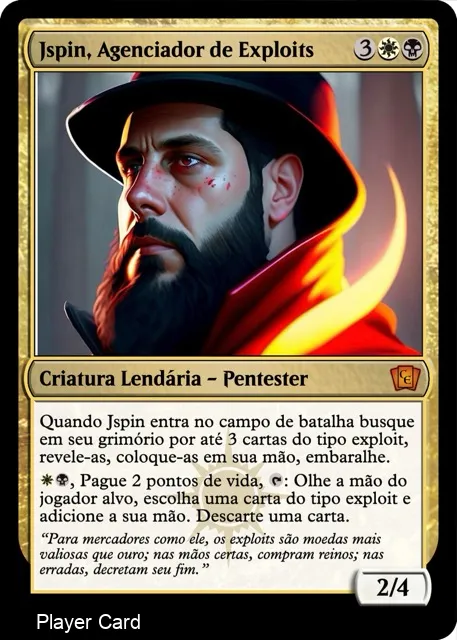 Jspin, Agenciador de Exploits 3
Criatura Lendária – Pentester
Quando Jspin entra no campo de batalha busque
em seu grimório por até 3 cartas do tipo exploit,
revele-as, coloque-as em sua mão, embaralhe.
, Pague 2 pontos de vida, : Olhe a mão do
jogador alvo, escolha uma carta do tipo exploit e
adicione a sua mão. Descarte uma carta.
“Para mercadores como ele, os exploits são moedas mais
valiosas que ouro; nas mãos certas, compram reinos; nas
erradas, decretam seu fim.”
2/4
Player Card